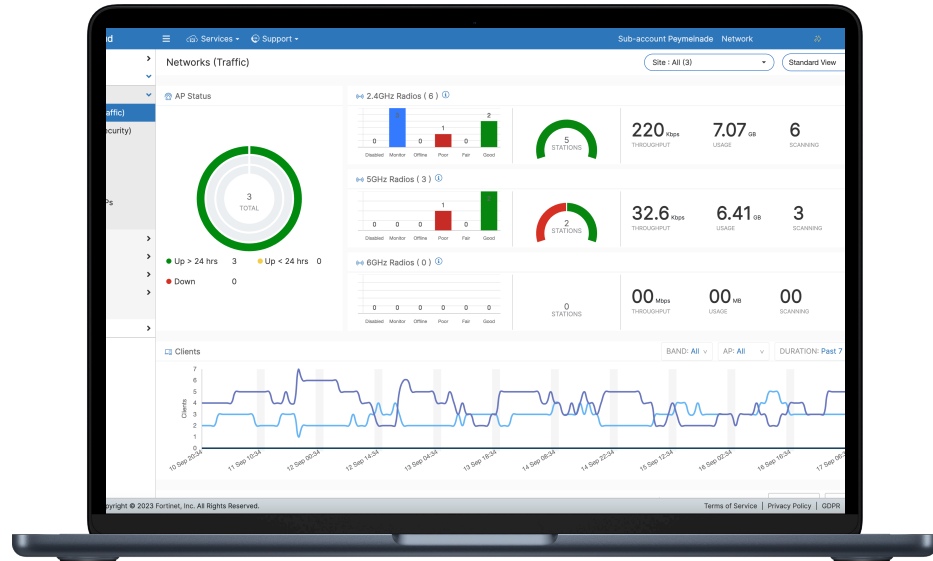 ud
Services
Support
Sub-account Peymeinade Network
Networks (Traffic)
Site : All (3)
Standard View
affic)
ecurity)
Ps
AP Status
3
TOTAL
Up > 24 hrs 3
Up < 24 hrs 0
Down 0
2.4GHz Radios ( 6 )
0 3 0 1 0 2
Disabled Monitor Offline Poor Fair Good
5
STATIONS
220 Kbps
THROUGHPUT
7.07 GB
USAGE
6
SCANNING
5GHz Radios ( 3 )
0 0 0 1 0
Disabled Monitor Offline Poor Fair Good
2
STATIONS
32.6 Kbps
THROUGHPUT
6.41 GB
USAGE
3
SCANNING
6GHz Radios ( 0 )
0 0 0 0 0 0
Disabled Monitor Offline Poor Fair Good
0
STATIONS
00 Mbps
THROUGHPUT
00 MB
USAGE
00
SCANNING
Clients
BAND: All
AP: All
DURATION: Past 7
Clients
7
6
5
4
3
2
1
0
10 Sep 20:34
11 Sep 10:34
12 Sep 00:34
12 Sep 14:34
13 Sep 04:34
13 Sep 18:34
14 Sep 08:34
14 Sep 22:34
15 Sep 12:34
16 Sep 02:34
16 Sep 16:34
17 Sep 06:
opyright © 2023 Fortinet, Inc. All Rights Reserved.
Terms of Service | Privacy Policy | GDPR